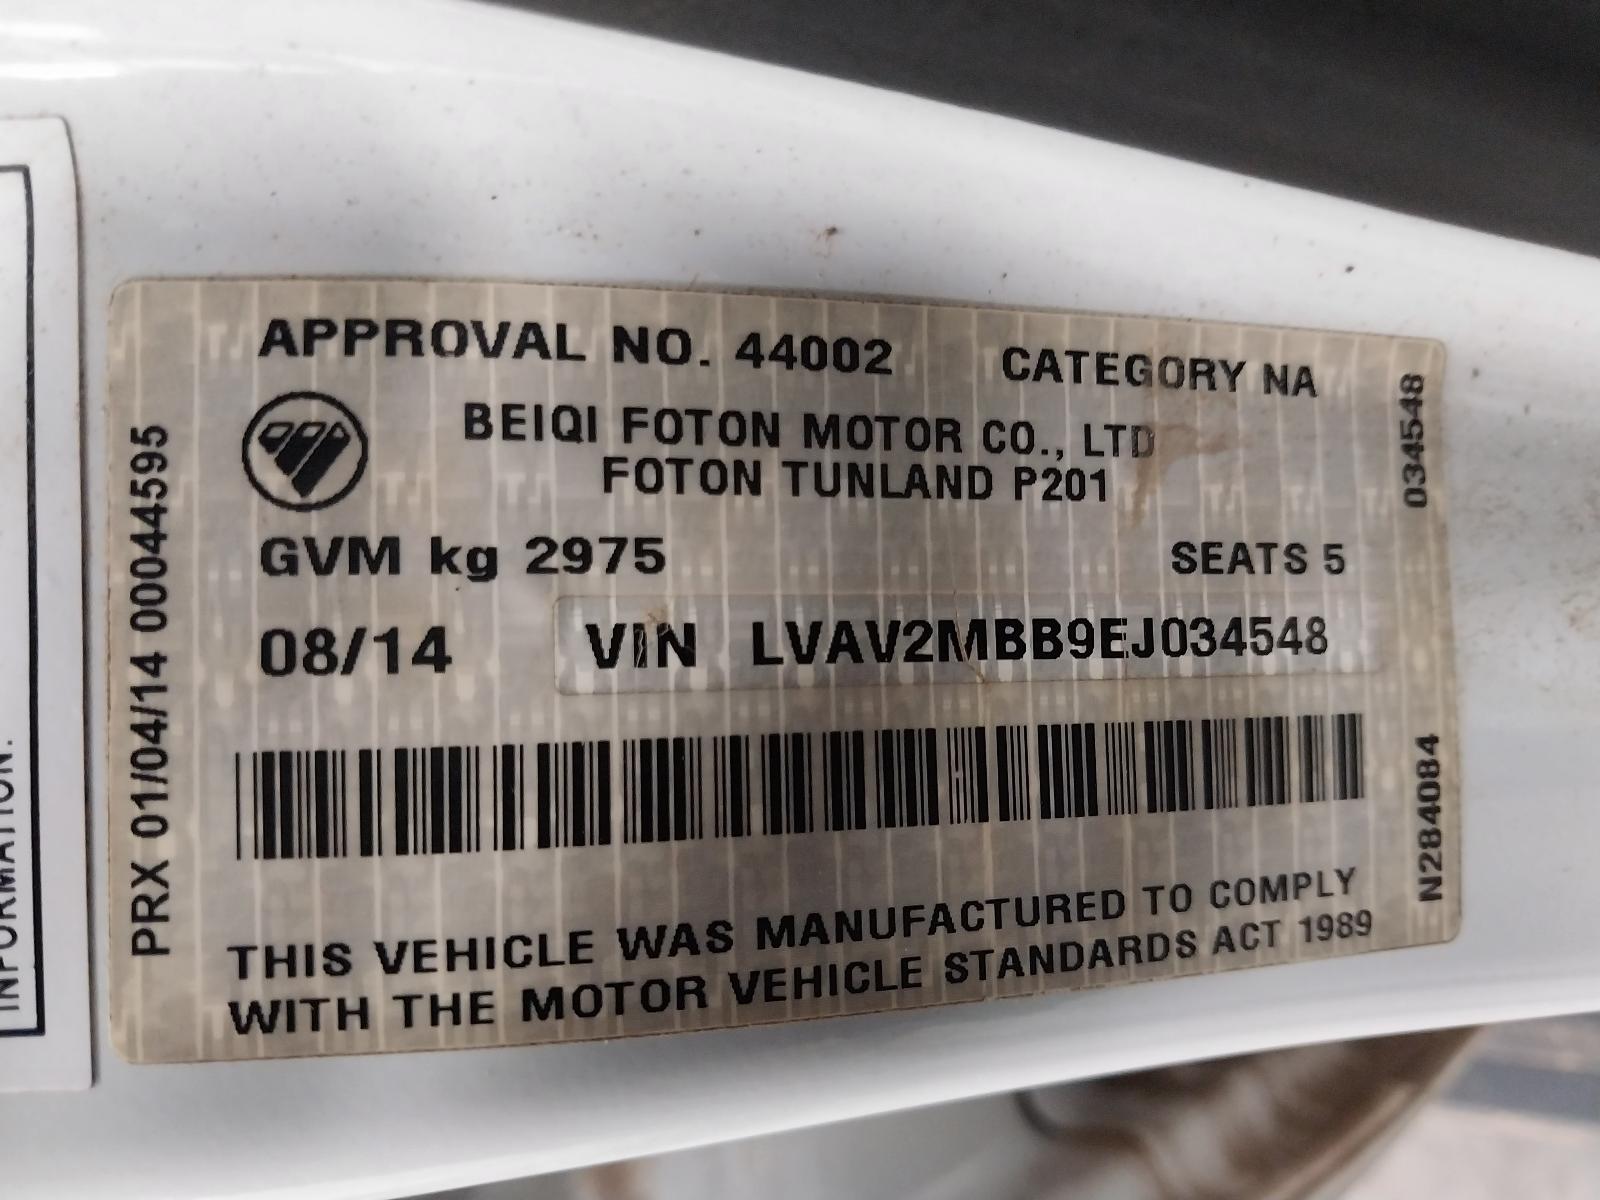 APPROVAL NO. 44002 CATEGORY NA
BEIQI FOTON MOTOR CO., LTD
FOTON TUNLAND P201
GVM kg 2975 SEATS 5
08/14 VIN LVAV2MBB9EJ034548
THIS VEHICLE WAS MANUFACTURED TO COMPLY
WITH THE MOTOR VEHICLE STANDARDS ACT 1989
PRX 01/04/14 00044595
034548
N284084
INFORMATION.